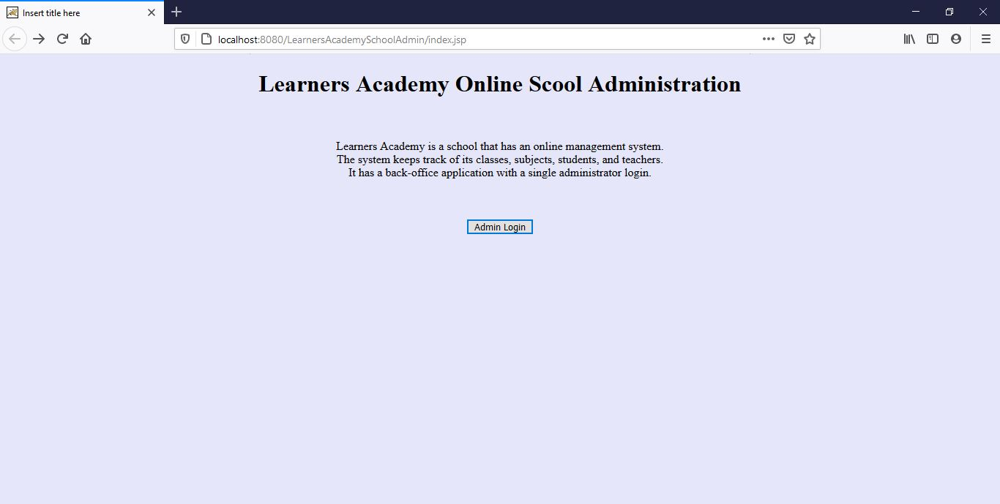 Insert title here
localhost:8080/LearnersAcademySchoolAdmin/index.jsp
Learners Academy Online Scool Administration
Learners Academy is a school that has an online management system.
The system keeps track of its classes, subjects, students, and teachers.
It has a back-office application with a single administrator login.
Admin Login